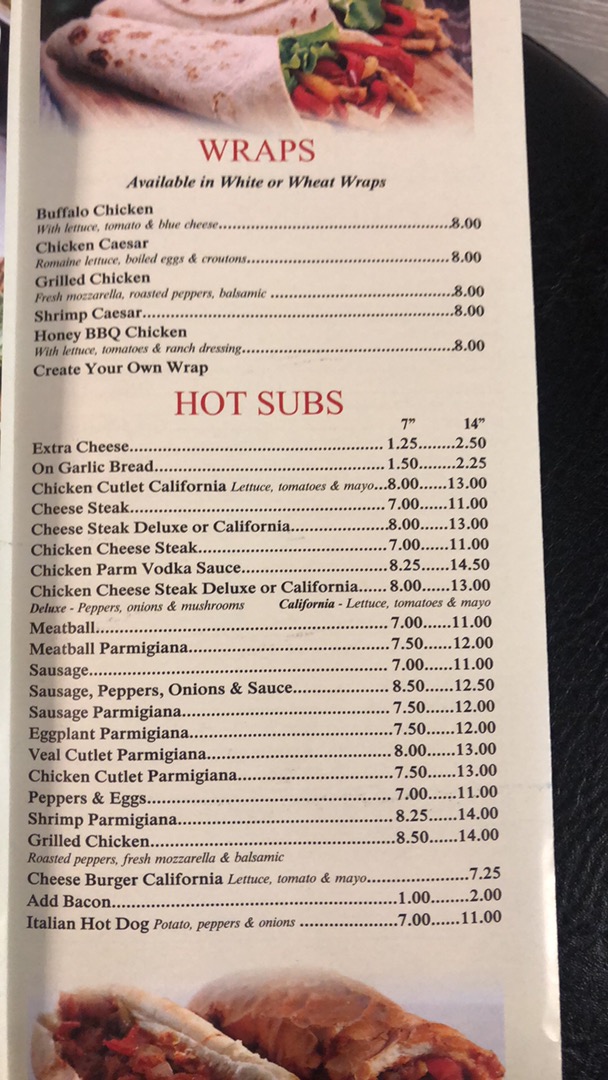 WRAPS
Available in White or Wheat Wraps
Buffalo Chicken
With lettuce, tomato & blue cheese..................................................8.00
Chicken Caesar
Romaine lettuce, boiled eggs & croutons...........................................8.00
Grilled Chicken
Fresh mozzarella, roasted peppers, balsamic .......................................8.00
Shrimp Caesar..............................................................8.00
Honey BBQ Chicken
With lettuce, tomatoes & ranch dressing............................................8.00
Create Your Own Wrap
HOT SUBS
7” 14”
Extra Cheese.................................................. 1.25........2.50
On Garlic Bread............................................. 1.50........2.25
Chicken Cutlet California Lettuce, tomatoes & mayo...8.00......13.00
Cheese Steak.................................................. 7.00......11.00
Cheese Steak Deluxe or California..................8.00......13.00
Chicken Cheese Steak..................................7.00......11.00
Chicken Parm Vodka Sauce...........................8.25......14.50
Chicken Cheese Steak Deluxe or California...... 8.00......13.00
Deluxe - Peppers, onions & mushrooms California - Lettuce, tomatoes & mayo
Meatball.................................................... 7.00......11.00
Meatball Parmigiana....................................7.50......12.00
Sausage...................................................... 7.00......11.00
Sausage, Peppers, Onions & Sauce................. 8.50......12.50
Sausage Parmigiana..................................... 7.50......12.00
Eggplant Parmigiana....................................7.50......12.00
Veal Cutlet Parmigiana................................. 8.00......13.00
Chicken Cutlet Parmigiana............................7.50......13.00
Peppers & Eggs............................................ 7.00......11.00
Shrimp Parmigiana....................................... 8.25......14.00
Grilled Chicken............................................8.50......14.00
Roasted peppers, fresh mozzarella & balsamic
Cheese Burger California Lettuce, tomato & mayo...................7.25
Add Bacon..................................................1.00........2.00
Italian Hot Dog Potato, peppers & onions ....................7.00......11.00